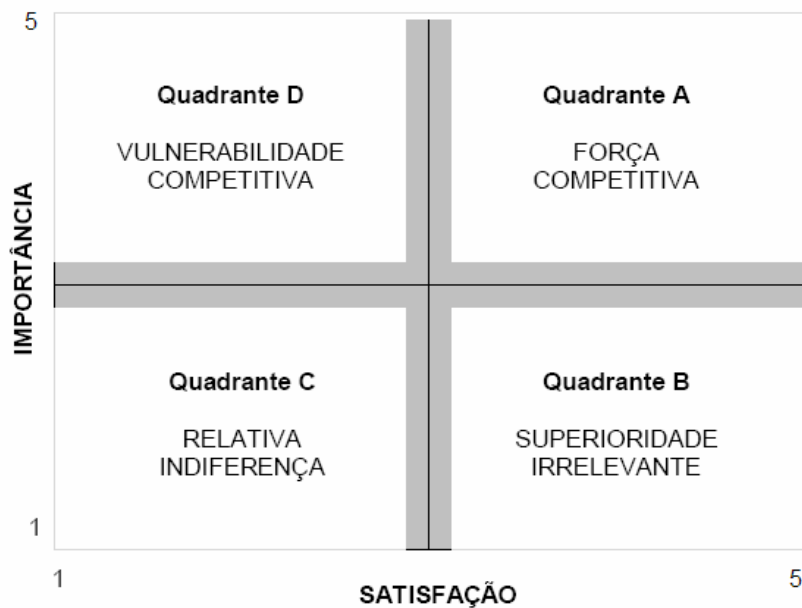 5
Quadrante D
VULNERABILIDADE
COMPETITIVA
Quadrante A
FORÇA
COMPETITIVA
IMPORTÂNCIA
Quadrante C
RELATIVA
INDIFERENÇA
Quadrante B
SUPERIORIDADE
IRRELEVANTE
1
1
SATISFAÇÃO
5